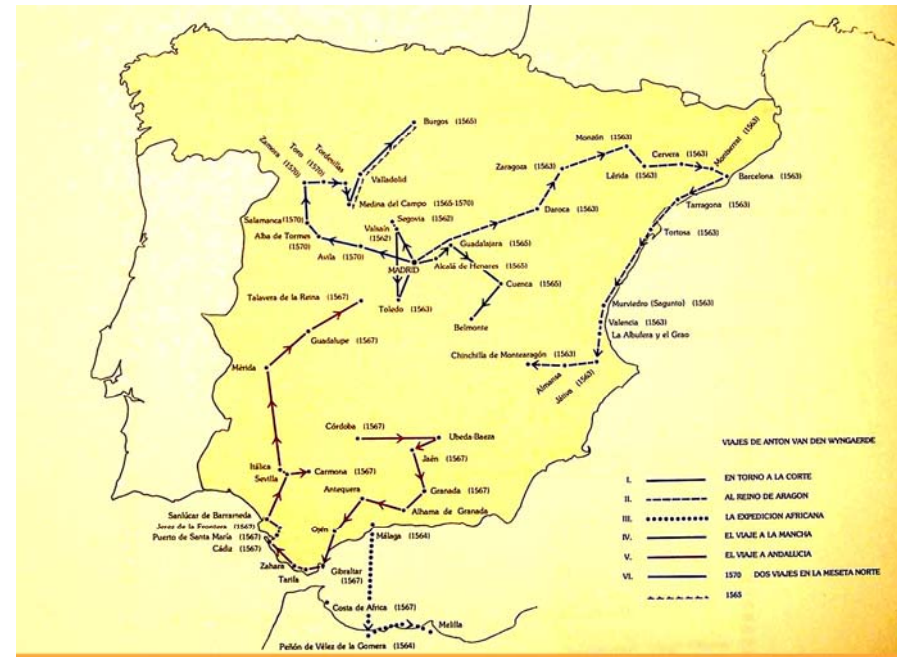 Burgos (1565)
Zamora (1570)
Toro (1570)
Tordesillas
Valladolid
Medina del Campo (1565-1570)
Monzón (1563)
Cervera (1563)
Montserrat (1563)
Zaragoza (1563)
Lérida (1563)
Barcelona (1563)
Daroca (1563)
Tarragona (1563)
Salamanca (1570)
Segovia (1562)
Valsaín
(1562)
Alba de Tormes
(1570)
Guadalajara (1565)
Tortosa (1563)
Avila (1570)
MADRID
Alcalá de Henares (1565)
Cuenca (1565)
Talavera de la Reina (1567)
Toledo (1563)
Murviedro (Sagunto) (1563)
Belmonte
Valencia (1563)
La Albufera y el Grao
Guadalupe (1567)
Chinchilla de Montearagón (1563)
Mérida
Almansa
Játiva (1563)
Córdoba (1567)
Ubeda-Baeza
VIAJES DE ANTON VAN DEN WYNGAERDE
Jaén (1567)
Itálica
Sevilla
Carmona (1567)
I. EN TORNO A LA CORTE
Antequera
Granada (1567)
II. AL REINO DE ARAGON
Alhama de Granada
Sanlúcar de Barrameda
III. LA EXPEDICION AFRICANA
Jerez de la Frontera (1567)
Ojén
Puerto de Santa María (1567)
Málaga (1564)
IV. EL VIAJE A LA MANCHA
Cádiz (1567)
V. EL VIAJE A ANDALUCIA
Zahara
Gibraltar
(1567)
Tarifa
VI. 1570 DOS VIAJES EN LA MESETA NORTE
1565
Costa de Africa (1567)
Melilla
Peñón de Vélez de la Gomera (1564)